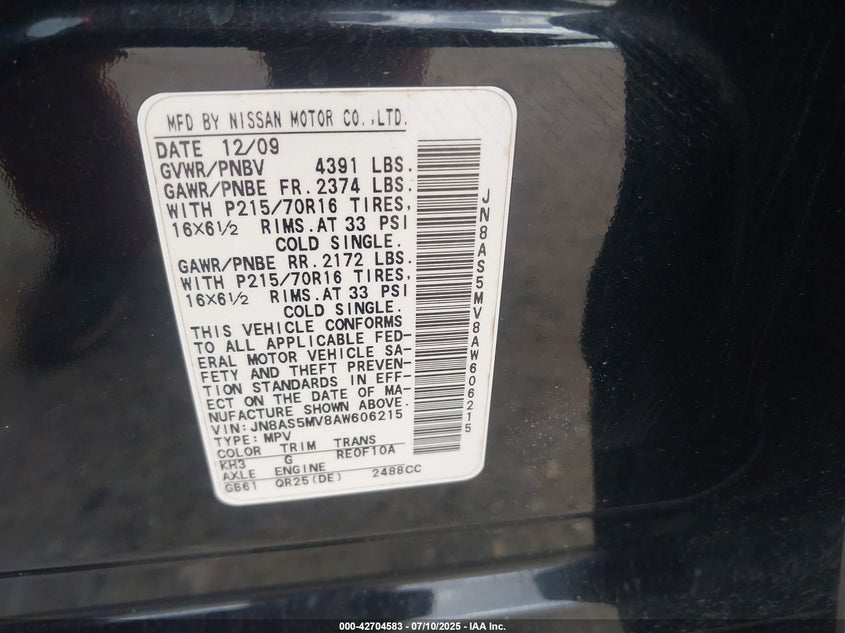 MFD BY NISSAN MOTOR CO.,LTD.
DATE 12/09
GVWR/PNBV 4391 LBS.
GAWR/PNBE FR. 2374 LBS.
WITH P215/70R16 TIRES,
16×6½ RIMS. AT 33 PSI
COLD SINGLE.
GAWR/PNBE RR. 2172 LBS.
WITH P215/70R16 TIRES,
16×6½ RIMS. AT 33 PSI
COLD SINGLE.
THIS VEHICLE CONFORMS
TO ALL APPLICABLE FED-
ERAL MOTOR VEHICLE SA-
FETY AND THEFT PREVEN-
TION STANDARDS IN EFF-
ECT ON THE DATE OF MA-
NUFACTURE SHOWN ABOVE.
VIN: JN8AS5MV8AW606215
TYPE: MPV
COLOR TRIM TRANS
KH3 G RE0F10A
AXLE ENGINE
GB61 QR25(DE) 2488CC
JN8AS5MV8AW606215
000-42704583 - 07/10/2025 - IAA Inc.